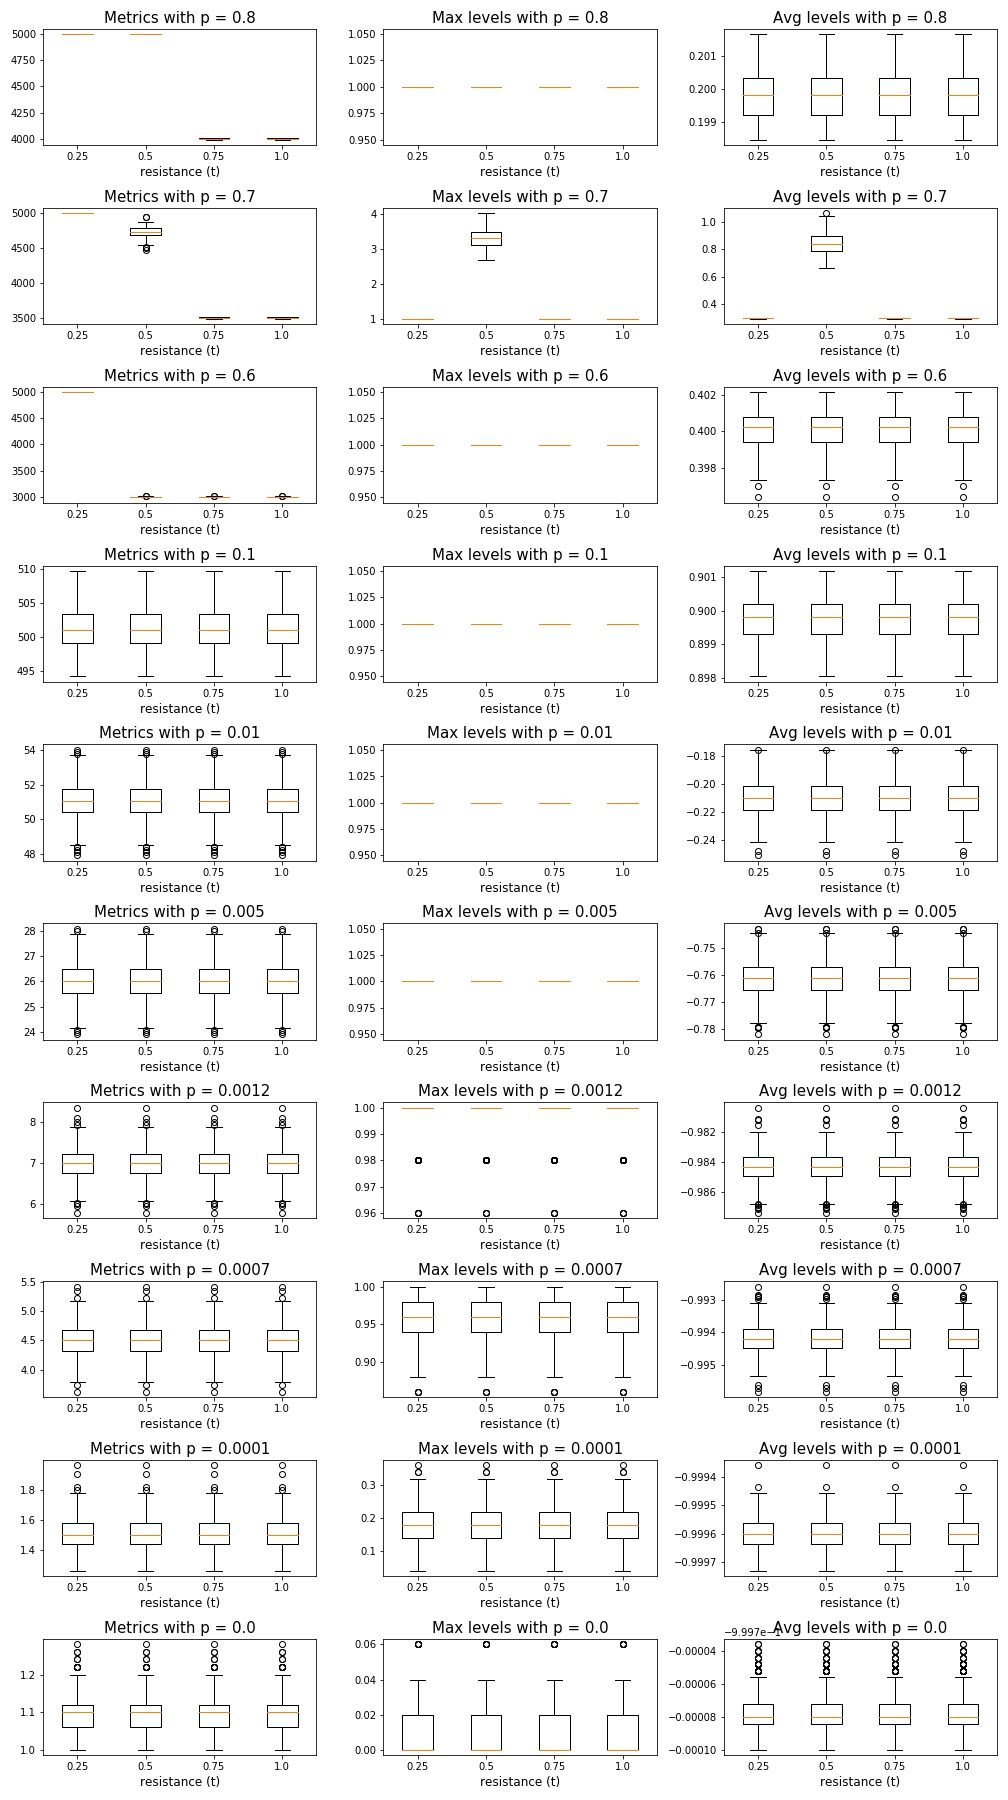 Metrics with p = 0.8 Max levels with p = 0.8 Avg levels with p = 0.8
5000 4750 4500 4250 4000 1.050 1.025 1.000 0.975 0.950 0.201 0.200 0.199
0.25 0.5 0.75 1.0 0.25 0.5 0.75 1.0 0.25 0.5 0.75 1.0
resistance (t) resistance (t) resistance (t)
Metrics with p = 0.7 Max levels with p = 0.7 Avg levels with p = 0.7
5000 4500 4000 3500 4 3 2 1 1.0 0.8 0.6 0.4
0.25 0.5 0.75 1.0 0.25 0.5 0.75 1.0 0.25 0.5 0.75 1.0
resistance (t) resistance (t) resistance (t)
Metrics with p = 0.6 Max levels with p = 0.6 Avg levels with p = 0.6
5000 4500 4000 3500 3000 1.050 1.025 1.000 0.975 0.950 0.402 0.400 0.398
0.25 0.5 0.75 1.0 0.25 0.5 0.75 1.0 0.25 0.5 0.75 1.0
resistance (t) resistance (t) resistance (t)
Metrics with p = 0.1 Max levels with p = 0.1 Avg levels with p = 0.1
510 505 500 495 1.050 1.025 1.000 0.975 0.950 0.901 0.900 0.899 0.898
0.25 0.5 0.75 1.0 0.25 0.5 0.75 1.0 0.25 0.5 0.75 1.0
resistance (t) resistance (t) resistance (t)
Metrics with p = 0.01 Max levels with p = 0.01 Avg levels with p = 0.01
54 52 50 48 1.050 1.025 1.000 0.975 0.950 −0.18 −0.20 −0.22 −0.24
0.25 0.5 0.75 1.0 0.25 0.5 0.75 1.0 0.25 0.5 0.75 1.0
resistance (t) resistance (t) resistance (t)
Metrics with p = 0.005 Max levels with p = 0.005 Avg levels with p = 0.005
28 27 26 25 24 1.050 1.025 1.000 0.975 0.950 −0.75 −0.76 −0.77 −0.78
0.25 0.5 0.75 1.0 0.25 0.5 0.75 1.0 0.25 0.5 0.75 1.0
resistance (t) resistance (t) resistance (t)
Metrics with p = 0.0012 Max levels with p = 0.0012 Avg levels with p = 0.0012
8 7 6 1.00 0.99 0.98 0.97 0.96 −0.982 −0.984 −0.986
0.25 0.5 0.75 1.0 0.25 0.5 0.75 1.0 0.25 0.5 0.75 1.0
resistance (t) resistance (t) resistance (t)
Metrics with p = 0.0007 Max levels with p = 0.0007 Avg levels with p = 0.0007
5.5 5.0 4.5 4.0 1.00 0.95 0.90 −0.993 −0.994 −0.995
0.25 0.5 0.75 1.0 0.25 0.5 0.75 1.0 0.25 0.5 0.75 1.0
resistance (t) resistance (t) resistance (t)
Metrics with p = 0.0001 Max levels with p = 0.0001 Avg levels with p = 0.0001
1.8 1.6 1.4 0.3 0.2 0.1 −0.9994 −0.9995 −0.9996 −0.9997
0.25 0.5 0.75 1.0 0.25 0.5 0.75 1.0 0.25 0.5 0.75 1.0
resistance (t) resistance (t) resistance (t)
Metrics with p = 0.0 Max levels with p = 0.0 Avg levels with p = 0.0
1.2 1.1 1.0 0.06 0.04 0.02 0.00 −9.997e−1 −0.00004 −0.00006 −0.00008 −0.00010
0.25 0.5 0.75 1.0 0.25 0.5 0.75 1.0 0.25 0.5 0.75 1.0
resistance (t) resistance (t) resistance (t)